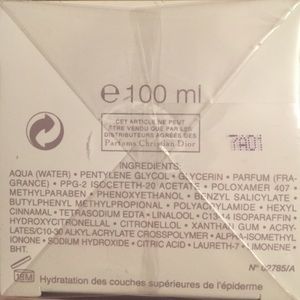 e 100 ml
CET ARTICLE NE PEUT
ÊTRE VENDU QUE PAR LES
DISTRIBUTEURS AGRÉÉS DES
Parfums Christian Dior
7A01
INGREDIENTS:
AQUA (WATER) • PENTYLENE GLYCOL • GLYCERIN • PARFUM (FRA-
GRANCE) • PPG-2 ISOCETETH-20 ACETATE • POLOXAMER 407 •
METHYLPARABEN • PHENOXYETHANOL • BENZYL SALICYLATE •
BUTYLPHENYL METHYLPROPIONAL • POLYACRYLAMIDE • HEXYL
CINNAMAL • TETRASODIUM EDTA • LINALOOL • C13-14 ISOPARAFFIN •
HYDROXYCITRONELLAL • CITRONELLOL • XANTHAN GUM • ACRY-
LATES/C10-30 ALKYL ACRYLATE CROSSPOLYMER • ALPHA-ISOMETHYL
IONONE • SODIUM HYDROXIDE • CITRIC ACID • LAURETH-7 • LIMONENE •
BHT.
N° 02785/A
18M
Hydratation des couches supérieures de l'épiderme